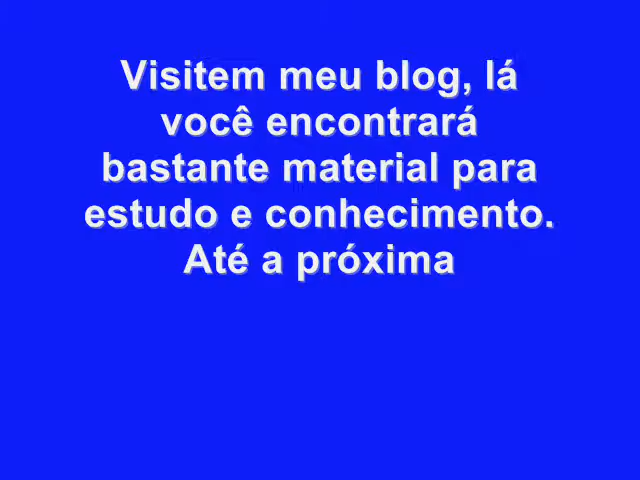 Visitem meu blog, lá
você encontrará
bastante material para
estudo e conhecimento.
Até a próxima